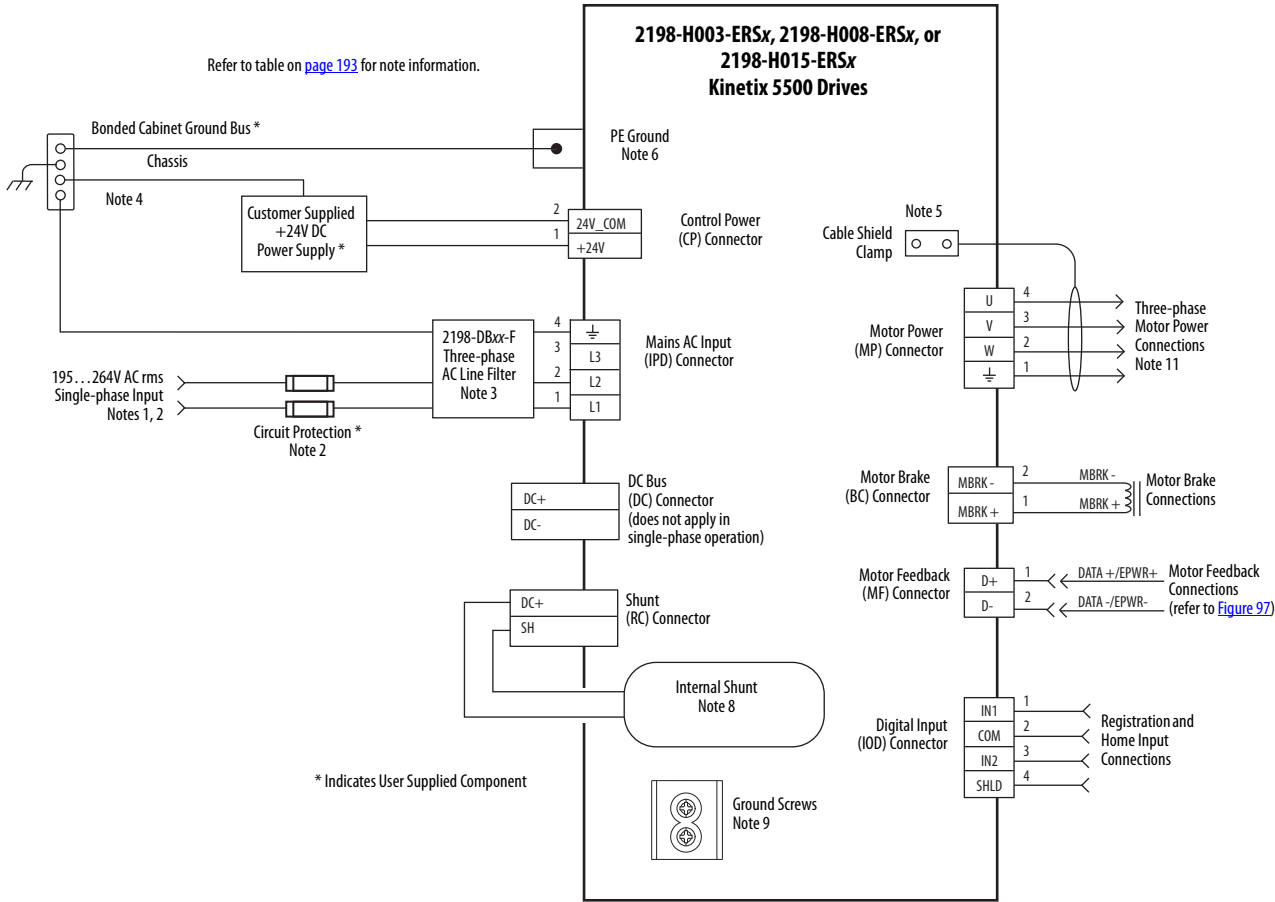 2198-H003-ERSx, 2198-H008-ERSx, or
2198-H015-ERSx
Kinetix 5500 Drives
Refer to table on page 193 for note information.
Bonded Cabinet Ground Bus *
Chassis
Note 4
PE Ground
Note 6
Customer Supplied
+24V DC
Power Supply *
2
1
24V_COM
+24V
Control Power
(CP) Connector
Note 5
Cable Shield
Clamp
2198-DBxx-F
Three-phase
AC Line Filter
Note 3
4
3
2
1
L3
L2
L1
Mains AC Input
(IPD) Connector
195…264V AC rms
Single-phase Input
Notes 1, 2
Circuit Protection *
Note 2
Motor Power
(MP) Connector
U
V
W
4
3
2
1
Three-phase
Motor Power
Connections
Note 11
DC+
DC-
DC Bus
(DC) Connector
(does not apply in
single-phase operation)
Motor Brake
(BC) Connector
MBRK -
MBRK +
2
1
MBRK -
MBRK +
Motor Brake
Connections
DC+
SH
Shunt
(RC) Connector
Motor Feedback
(MF) Connector
D+
D-
1
2
DATA +/EPWR+
DATA -/EPWR-
Motor Feedback
Connections
(refer to Figure 97)
Internal Shunt
Note 8
Digital Input
(IOD) Connector
IN1
COM
IN2
SHLD
1
2
3
4
Registration and
Home Input
Connections
* Indicates User Supplied Component
Ground Screws
Note 9